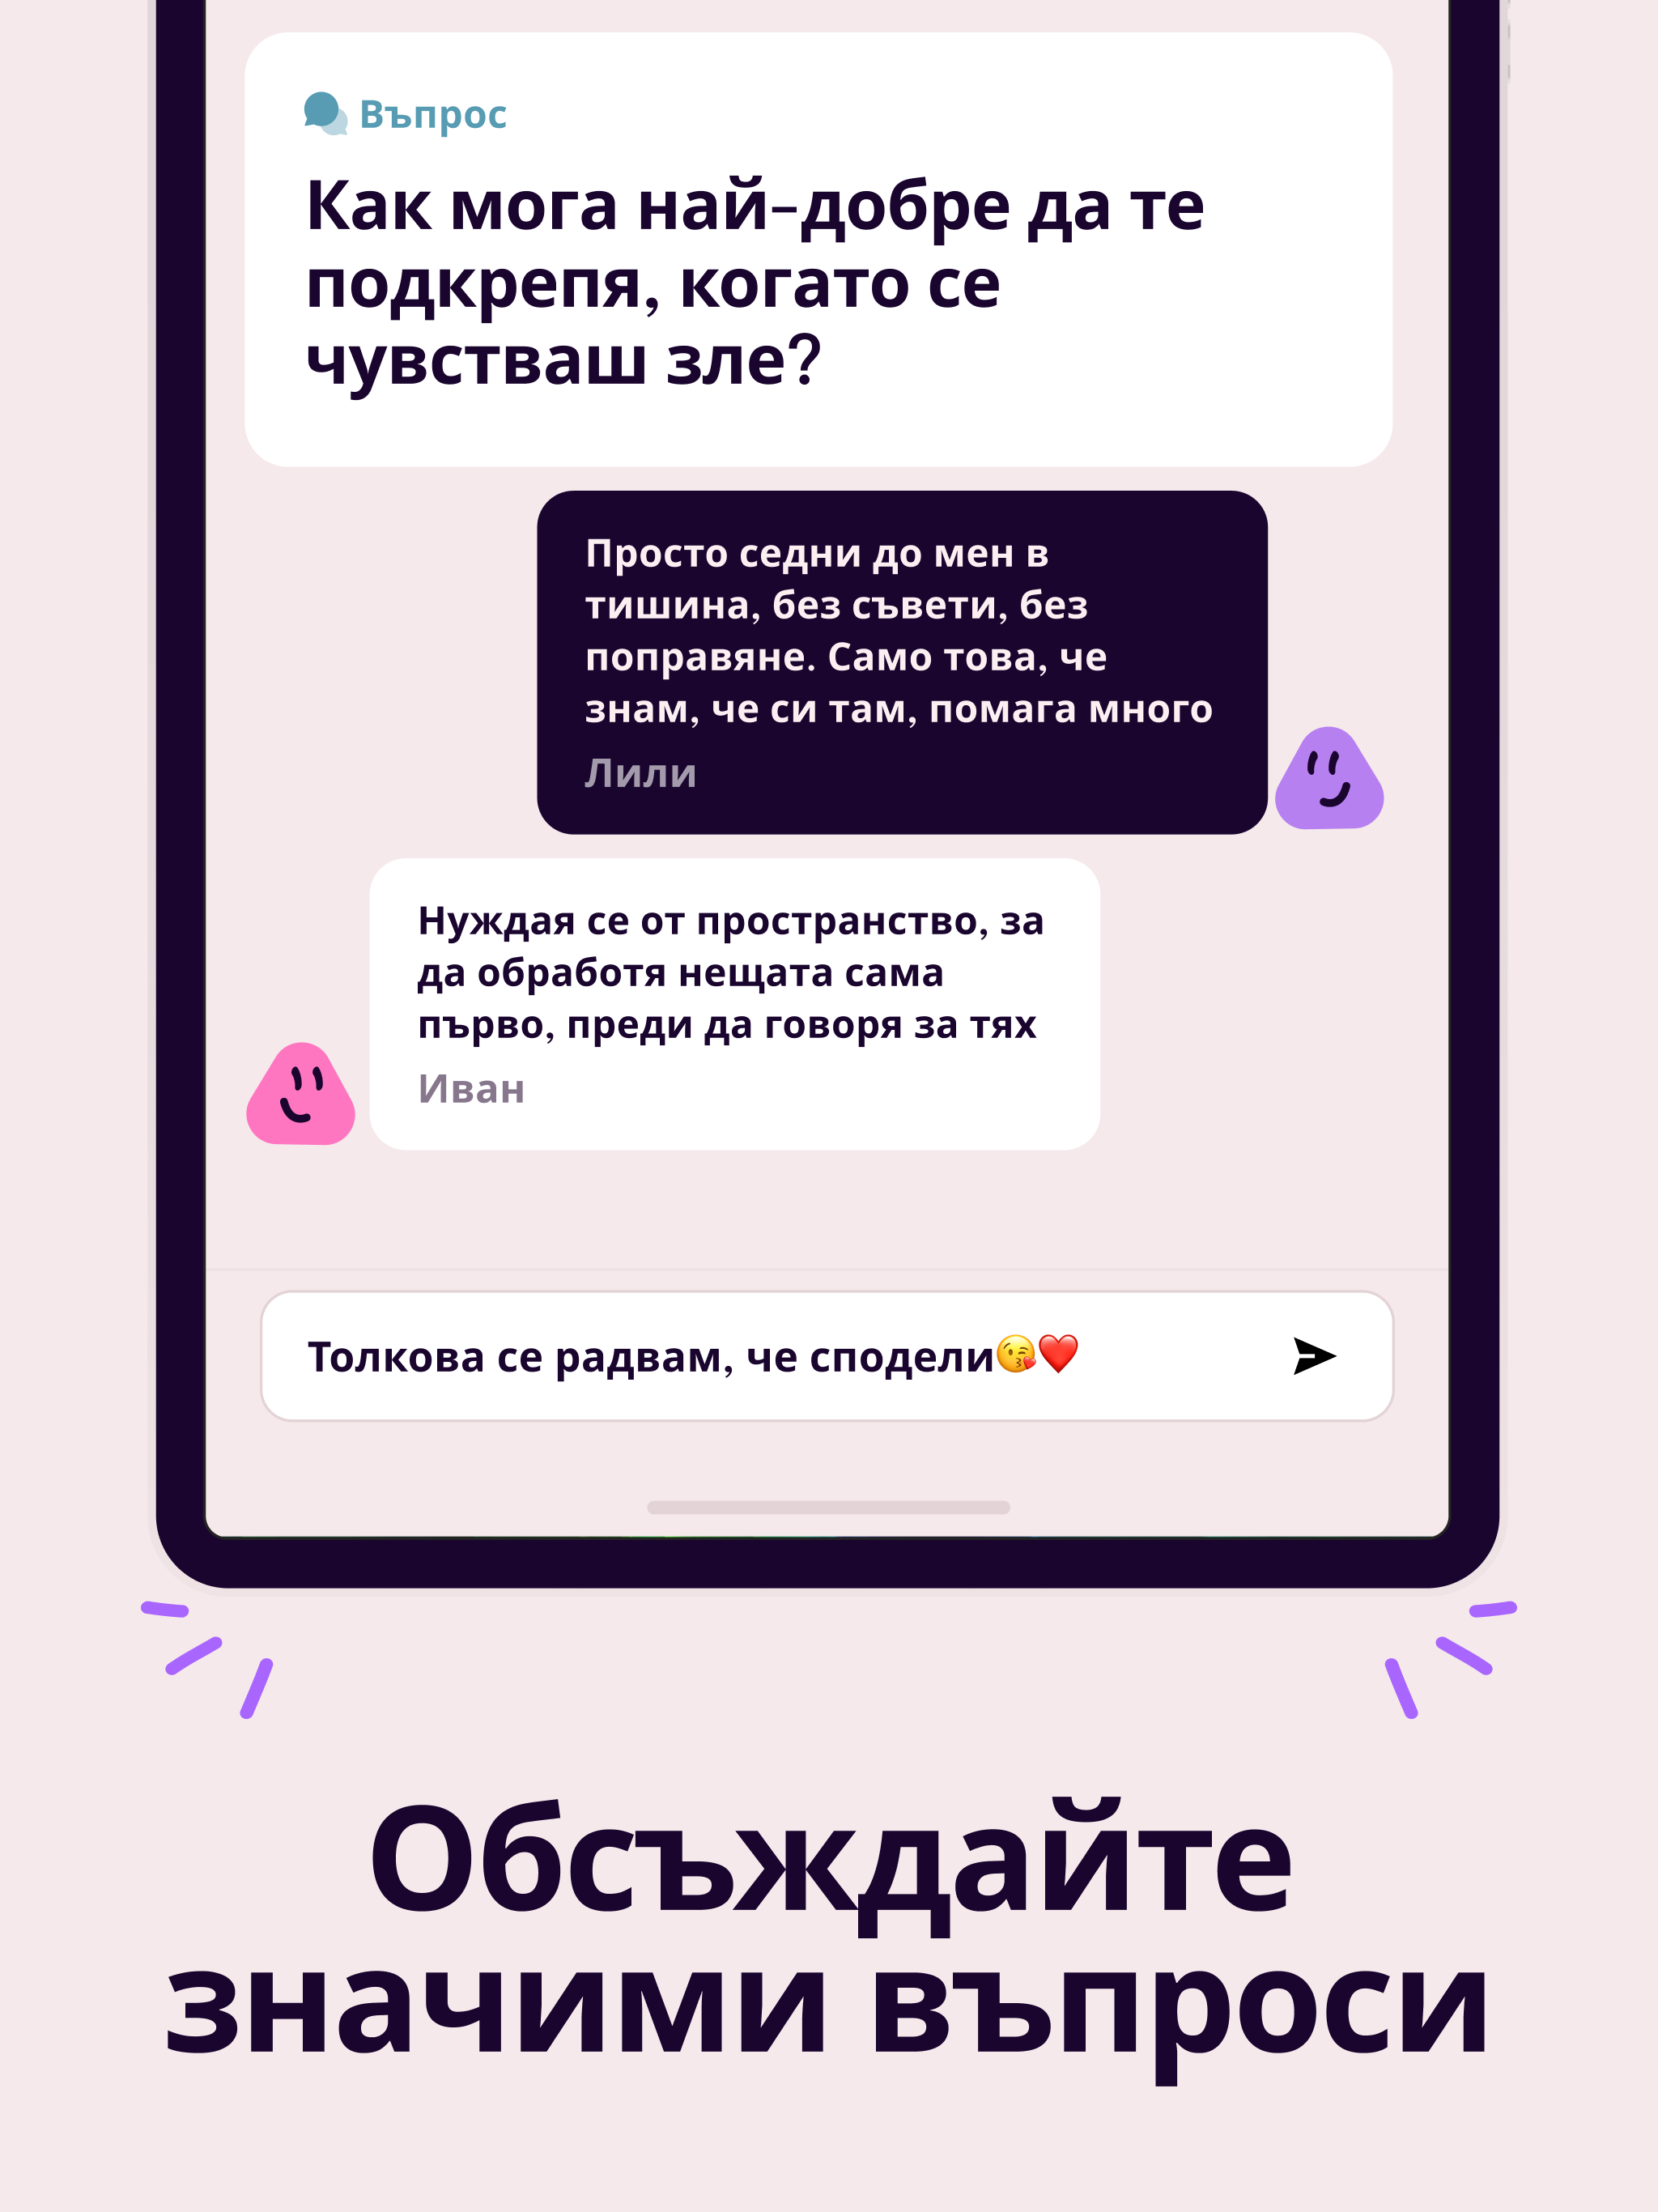 Въпрос
Как мога най-добре да те
подкрепя, когато се
чувстваш зле?
Просто седни до мен в
тишина, без съвети, без
поправяне. Само това, че
знам, че си там, помага много
Лили
Нуждая се от пространство, за
да обработя нещата сама
първо, преди да говоря за тях
Иван
Толкова се радвам, че сподели😘❤️
Обсъждайте
значими въпроси